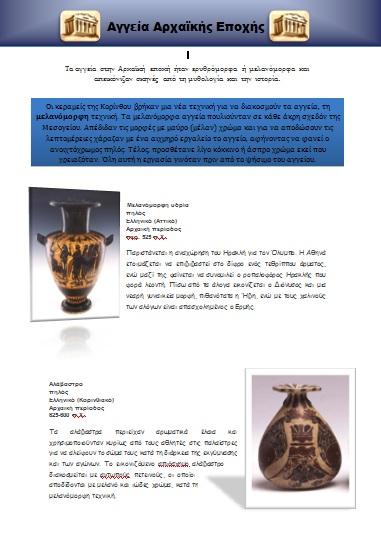 Αγγεία Αρχαϊκής Εποχής
Τα αγγεία στην Αρχαϊκή εποχή ήταν ερυθρόμορφα ή μελανόμορφα και
απεικόνιζαν σκηνές από τη μυθολογία και την ιστορία.
Οι κεραμείς της Κορίνθου βρήκαν μια νέα τεχνική για να διακοσμούν τα αγγεία, τη
μελανόμορφη τεχνική. Τα μελανόμορφα αγγεία πουλιούνταν σε κάθε άκρη σχεδόν της
Μεσογείου. Απέδιδαν τις μορφές με μαύρο (μέλαν) χρώμα και για να αποδώσουν τις
λεπτομέρειες χάραζαν με ένα αιχμηρό εργαλείο το αγγείο, αφήνοντας να φανεί ο
ανοιχτόχρωμος πηλός. Τέλος, προσθέτανε λίγο κόκκινο ή άσπρο χρώμα εκεί που
χρειαζόταν. Όλη αυτή η εργασία γινόταν πριν από το ψήσιμο του αγγείου.
Μελανόμορφη υδρία
πηλός
Ελληνικό (Αττικό)
Αρχαϊκή περίοδος
περ. 525 π.Χ.
Παριστάνεται η αναχώρηση του Ηρακλή για τον Όλυμπο. Η Αθηνά
ετοιμάζεται να επιβιβαστεί στο δίφρο ενός τεθρίππου άρματος,
ενώ μαζί της φαίνεται να συνομιλεί ο ροπαλοφόρος Ηρακλής που
φορά λεοντή. Πίσω από τα άλογα εικονίζεται ο Διόνυσος και μια
νεαρή γυναικεία μορφή, πιθανότατα η Ήβη, ενώ με τους χαλινούς
των αλόγων είναι απασχολημένος ο Ερμής.
Αλάβαστρο
πηλός
Ελληνικό (Κορινθιακό)
Αρχαϊκή περίοδος
625-600 π.Χ.
Τα αλάβαστρα περιείχαν αρωματικά έλαια και
χρησιμοποιούνταν κυρίως από τους αθλητές στις παλαίστρες
για να αλείφουν το σώμα τους κατά τη διάρκεια της εκγύμνασης
και των αγώνων. Το εικονιζόμενο αλάβαστρο
διακοσμείται με πετεινούς, οι οποίοι
αποδίδονται με μελανό και ιώδες χρώμα, κατά τη
μελανόμορφη τεχνική.